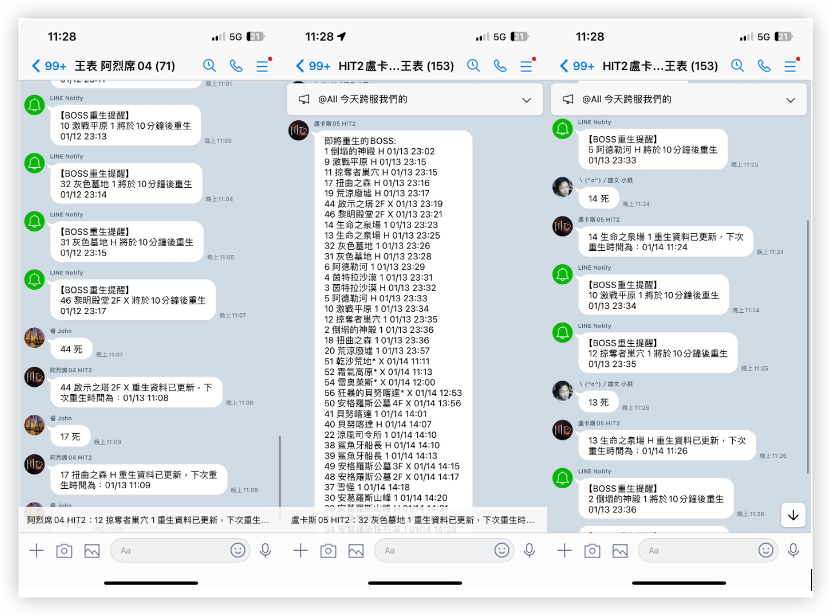 11:28
5G 21
99+ 王表 阿烈席 04 (71)
晚上11:01
LINE Notify
【BOSS重生提醒】
10 激戰平原 1 將於10分鐘後重生
01/12 23:13
晚上11:03
LINE Notify
【BOSS重生提醒】
32 灰色墓地 1 將於10分鐘後重生
01/12 23:14
晚上11:04
LINE Notify
【BOSS重生提醒】
31 灰色墓地 H 將於10分鐘後重生
01/12 23:15
晚上11:05
LINE Notify
【BOSS重生提醒】
46 黎明殿堂 2F X 將於10分鐘後重生
01/12 23:17
晚上11:07
John
44 死
晚上11:07
阿烈席04 HIT2
44 啟示之塔 2F X 重生資料已更新，下
次重生時間為：01/13 11:08
晚上11:08
John
17 死
晚上11:09
阿烈席04 HIT2
17 扭曲之森 H 重生資料已更新，下次重
生時間為：01/13 11:09
晚上11:09
John
阿烈席 04 HIT2：12 掠奪者巢穴 1 重生資料已更新，下次重生...
Aa
11:28
5G 21
99+ HIT2 盧卡...王表 (153)
@All 今天跨服我們的
盧卡斯05 HIT2
即將重生的BOSS:
1 倒塌的神殿 H 01/13 23:02
9 激戰平原 H 01/13 23:15
11 掠奪者巢穴 H 01/13 23:15
17 扭曲之森 H 01/13 23:16
19 荒涼廢墟 H 01/13 23:17
44 啟示之塔 2F X 01/13 23:19
46 黎明殿堂 2F X 01/13 23:21
14 生命之泉場 1 01/13 23:23
13 生命之泉場 H 01/13 23:25
32 灰色墓地 1 01/13 23:26
31 灰色墓地 H 01/13 23:28
6 阿德勒河 1 01/13 23:29
4 茵特拉沙漠 1 01/13 23:31
3 茵特拉沙漠 H 01/13 23:32
5 阿德勒河 H 01/13 23:33
10 激戰平原 1 01/13 23:34
12 掠奪者巢穴 1 01/13 23:35
2 倒塌的神殿 1 01/13 23:36
18 扭曲之森 1 01/13 23:36
20 荒涼廢墟 1 01/13 23:57
51 乾沙荒地* X 01/14 11:11
52 霜氣高原* X 01/14 11:13
54 雪奧萊斯* X 01/14 12:00
56 狂暴的貝努喀達* X 01/14 12:53
50 安格羅斯公墓 4F X 01/14 13:56
41 貝努喀達 1 01/14 14:01
40 貝努喀達 H 01/14 14:07
22 涼風司令所 1 01/14 14:10
38 鯊魚牙船長 H 01/14 14:10
39 鯊魚牙船長 1 01/14 14:13
49 安格羅斯公墓 3F X 01/14 14:15
48 安格羅斯公墓 2F X 01/14 14:17
37 雪怪 1 01/14 14:18
30 安葛羅斯山峰 1 01/14 14:20
盧卡斯 05 HIT2：32 灰色墓地 1 重生資料已更新，下次重生時...
Aa
11:28
5G 21
99+ HIT2 盧卡...王表 (153)
@All 今天跨服我們的
LINE Notify
【BOSS重生提醒】
5 阿德勒河 H 將於10分鐘後重生
01/13 23:33
晚上11:23
\ (^o^) / 諧文 小孩
14 死
晚上11:24
盧卡斯05 HIT2
14 生命之泉場 1 重生資料已更新，下次
重生時間為：01/14 11:24
晚上11:24
LINE Notify
【BOSS重生提醒】
10 激戰平原 1 將於10分鐘後重生
01/13 23:34
晚上11:24
LINE Notify
【BOSS重生提醒】
12 掠奪者巢穴 1 將於10分鐘後重生
01/13 23:35
晚上11:25
\ (^o^) / 諧文 小孩
13 死
晚上11:26
盧卡斯05 HIT2
13 生命之泉場 H 重生資料已更新，下次
重生時間為：01/14 11:26
晚上11:26
LINE Notify
【BOSS重生提醒】
2 倒塌的神殿 1 將於10分鐘後重生
01/13 23:36
晚上11:26
LINE Notify
Aa